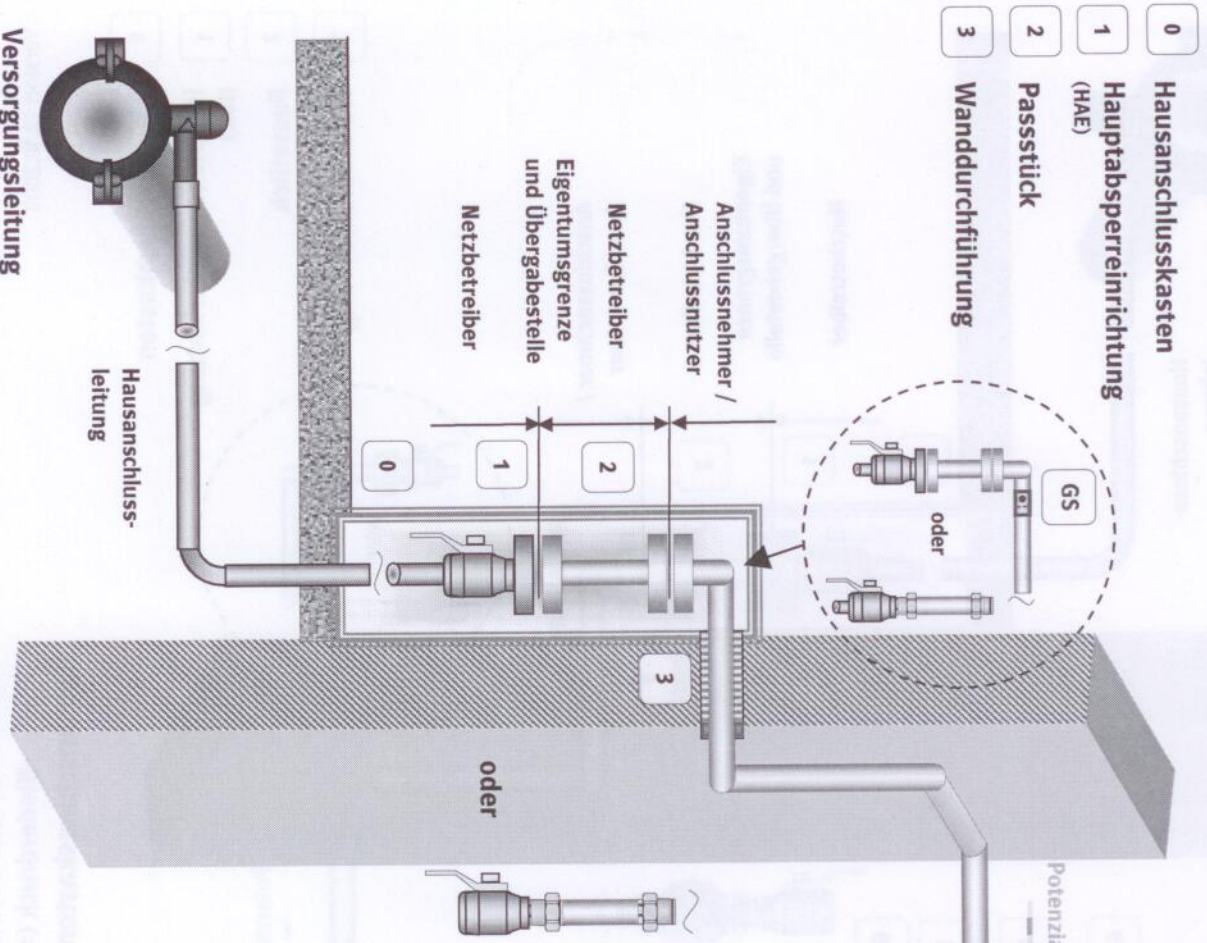 0 Hausanschlusskasten
1 Hauptabsperreinrichtung
(HAE)
2 Passstück
3 Wanddurchführung
GS
oder
Anschlussnehmer /
Anschlussnutzer
Netzbetreiber
Eigentumsgrenze
und Übergabestelle
Netzbetreiber
2
1
0
3
oder
Hausanschluss-
leitung
Versorgungsleitung